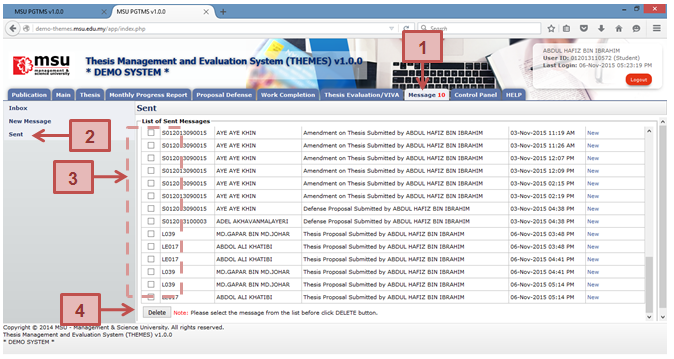 MSU PGTMS v1.0.0
MSU PGTMS v1.0.0
demo-themes.msu.edu.my/app/index.php
Search
msu
management &
science university
Thesis Management and Evaluation System (THEMES) v1.0.0
* DEMO SYSTEM *
ABDUL HAFIZ BIN IBRAHIM
User ID: 012013110572 (Student)
Last Login: 06-Nov-2015 05:23:19 PM
Logout
1
Publication Main Thesis Monthly Progress Report Proposal Defense Work Completion Thesis Evaluation/VIVA Message 10 Control Panel HELP
Inbox
New Message
Sent
2
3
4
Sent
List of Sent Messages
S012013090015 AYE AYE KHIN Amendment on Thesis Submitted by ABDUL HAFIZ BIN IBRAHIM 03-Nov-2015 11:19 AM New
S012013090015 AYE AYE KHIN Amendment on Thesis Submitted by ABDUL HAFIZ BIN IBRAHIM 03-Nov-2015 11:26 AM New
S012013090015 AYE AYE KHIN Amendment on Thesis Submitted by ABDUL HAFIZ BIN IBRAHIM 03-Nov-2015 12:07 PM New
S012013090015 AYE AYE KHIN Amendment on Thesis Submitted by ABDUL HAFIZ BIN IBRAHIM 03-Nov-2015 12:09 PM New
S012013090015 AYE AYE KHIN Amendment on Thesis Submitted by ABDUL HAFIZ BIN IBRAHIM 03-Nov-2015 02:15 PM New
S012013090015 AYE AYE KHIN Amendment on Thesis Submitted by ABDUL HAFIZ BIN IBRAHIM 03-Nov-2015 02:19 PM New
S012013090015 AYE AYE KHIN Defense Proposal Submitted by ABDUL HAFIZ BIN IBRAHIM 03-Nov-2015 04:38 PM New
S012013100003 ADEL AKHAVANMALAYERI Defense Proposal Submitted by ABDUL HAFIZ BIN IBRAHIM 03-Nov-2015 04:38 PM New
L039 MD.GAPAR BIN MD.JOHAR Thesis Proposal Submitted by ABDUL HAFIZ BIN IBRAHIM 06-Nov-2015 03:48 PM New
LE017 ABDOL ALI KHATIBI Thesis Proposal Submitted by ABDUL HAFIZ BIN IBRAHIM 06-Nov-2015 03:48 PM New
LE017 ABDOL ALI KHATIBI Thesis Proposal Submitted by ABDUL HAFIZ BIN IBRAHIM 06-Nov-2015 04:41 PM New
L039 MD.GAPAR BIN MD.JOHAR Thesis Proposal Submitted by ABDUL HAFIZ BIN IBRAHIM 06-Nov-2015 04:41 PM New
L039 MD.GAPAR BIN MD.JOHAR Thesis Proposal Submitted by ABDUL HAFIZ BIN IBRAHIM 06-Nov-2015 05:14 PM New
LE017 ABDOL ALI KHATIBI Thesis Proposal Submitted by ABDUL HAFIZ BIN IBRAHIM 06-Nov-2015 05:14 PM New
Delete Note: Please select the message from the list before click DELETE button.
Copyright © 2014 MSU - Management & Science University. All rights reserved.
Thesis Management and Evaluation System (THEMES) v1.0.0
* DEMO SYSTEM *